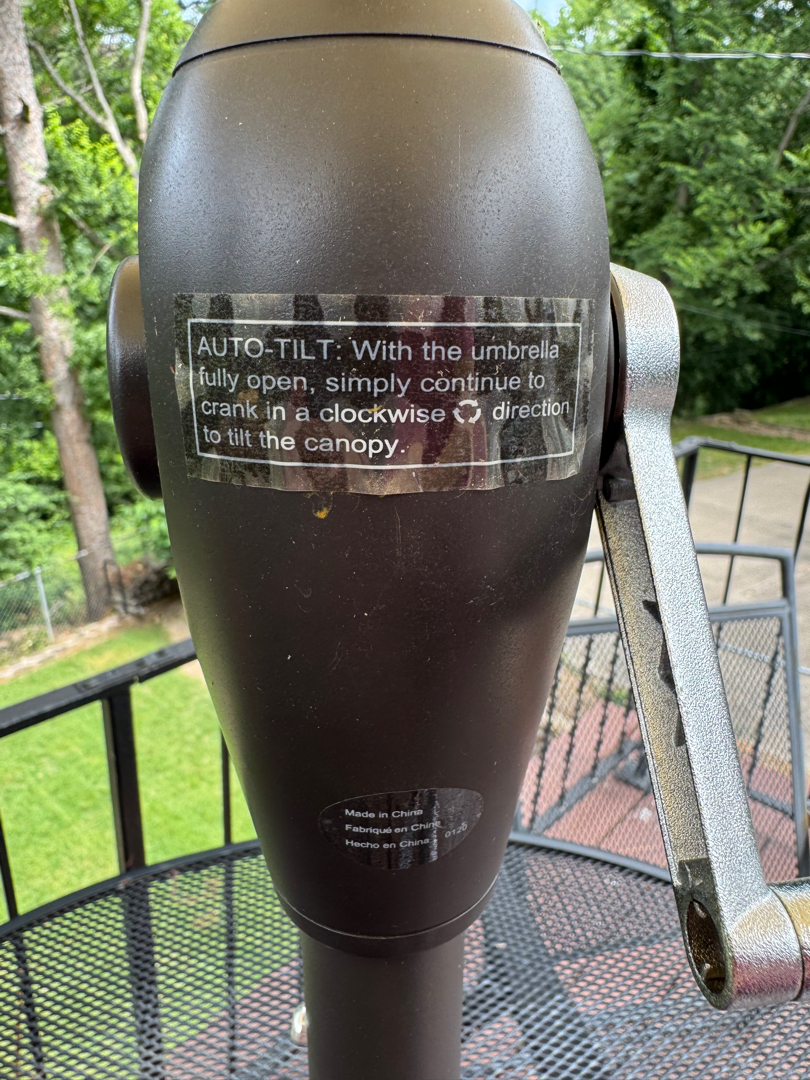 AUTO-TILT: With the umbrella
fully open, simply continue to
crank in a clockwise direction
to tilt the canopy.
Made in China
Fabriqué en Chine
Hecho en China
0120